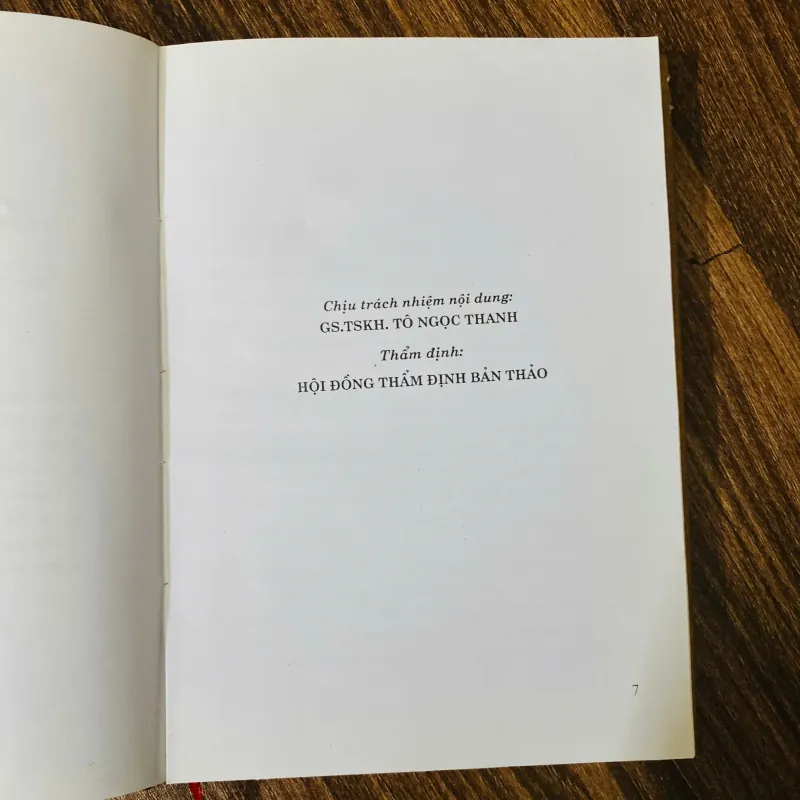 Chịu trách nhiệm nội dung:
GS.TSKH. TÔ NGỌC THANH
Thẩm định:
HỘI ĐỒNG THẨM ĐỊNH BẢN THẢO
7